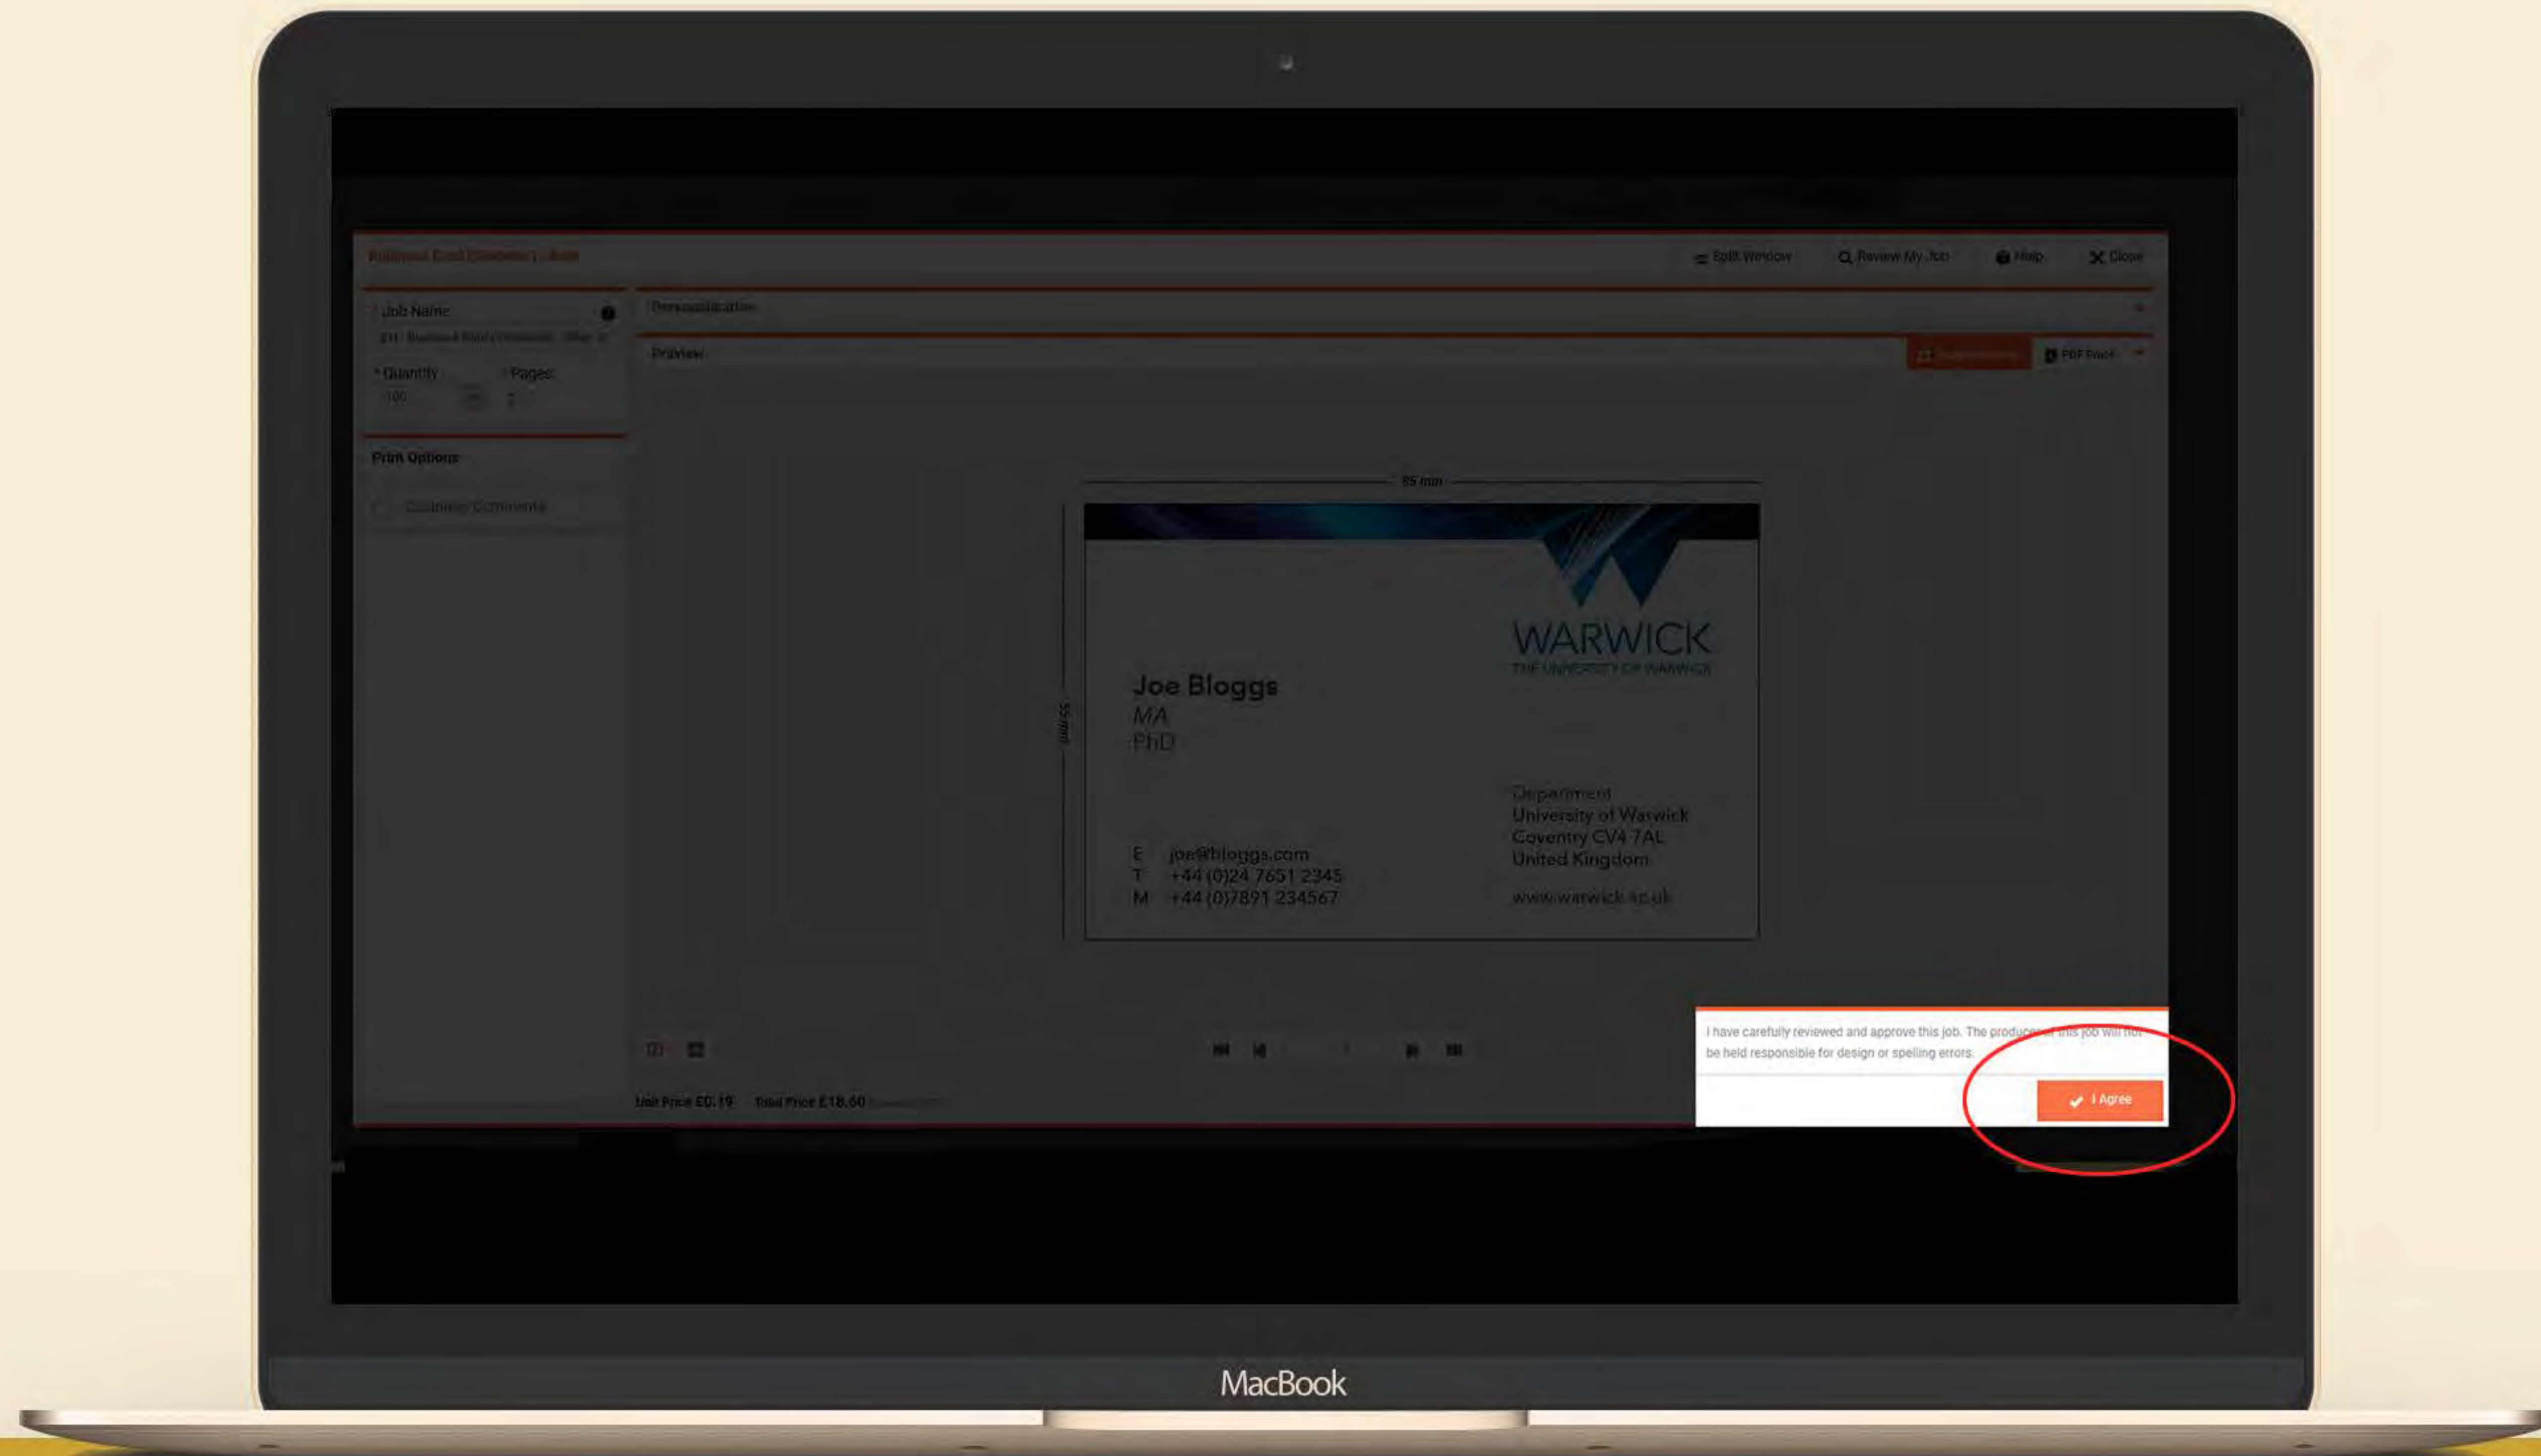 Split Window
Review My Job
Help
Close
Job Name
Personalisation
Preview
PDF Proof
* Quantity
* Pages:
100
Print Options
Customer Comments
85 mm
55 mm
WARWICK
THE UNIVERSITY OF WARWICK
Joe Bloggs
MA
PhD
Department
University of Warwick
Coventry CV4 7AL
United Kingdom
www.warwick.ac.uk
E joe@bloggs.com
T +44 (0)24 7651 2345
M +44 (0)7891 234567
I have carefully reviewed and approve this job. The producer of this job will not
be held responsible for design or spelling errors.
I Agree
Unit Price £0.19 Total Price £18.60
MacBook